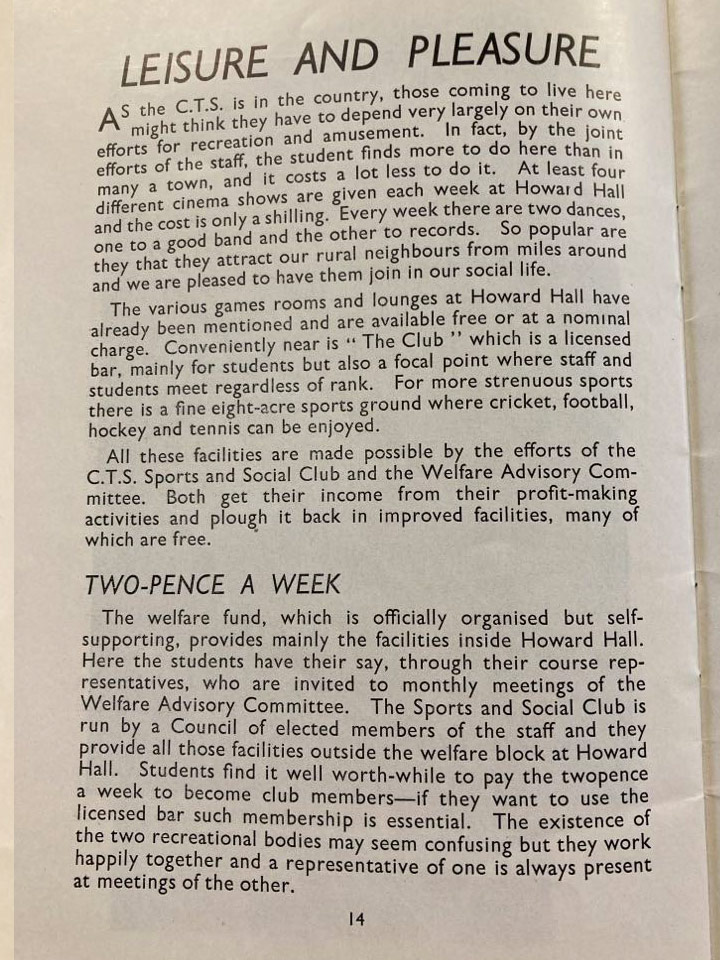 LEISURE AND PLEASURE
AS the C.T.S. is in the country, those coming to live here
might think they have to depend very largely on their own
efforts for recreation and amusement. In fact, by the joint
efforts of the staff, the student finds more to do here than in
many a town, and it costs a lot less to do it. At least four
different cinema shows are given each week at Howard Hall
and the cost is only a shilling. Every week there are two dances,
one to a good band and the other to records. So popular are
they that they attract our rural neighbours from miles around
and we are pleased to have them join in our social life.
The various games rooms and lounges at Howard Hall have
already been mentioned and are available free or at a nominal
charge. Conveniently near is “ The Club ” which is a licensed
bar, mainly for students but also a focal point where staff and
students meet regardless of rank. For more strenuous sports
there is a fine eight-acre sports ground where cricket, football,
hockey and tennis can be enjoyed.
All these facilities are made possible by the efforts of the
C.T.S. Sports and Social Club and the Welfare Advisory Com-
mittee. Both get their income from their profit-making
activities and plough it back in improved facilities, many of
which are free.
TWO-PENCE A WEEK
The welfare fund, which is officially organised but self-
supporting, provides mainly the facilities inside Howard Hall.
Here the students have their say, through their course rep-
resentatives, who are invited to monthly meetings of the
Welfare Advisory Committee. The Sports and Social Club is
run by a Council of elected members of the staff and they
provide all those facilities outside the welfare block at Howard
Hall. Students find it well worth-while to pay the twopence
a week to become club members—if they want to use the
licensed bar such membership is essential. The existence of
the two recreational bodies may seem confusing but they work
happily together and a representative of one is always present
at meetings of the other.
14